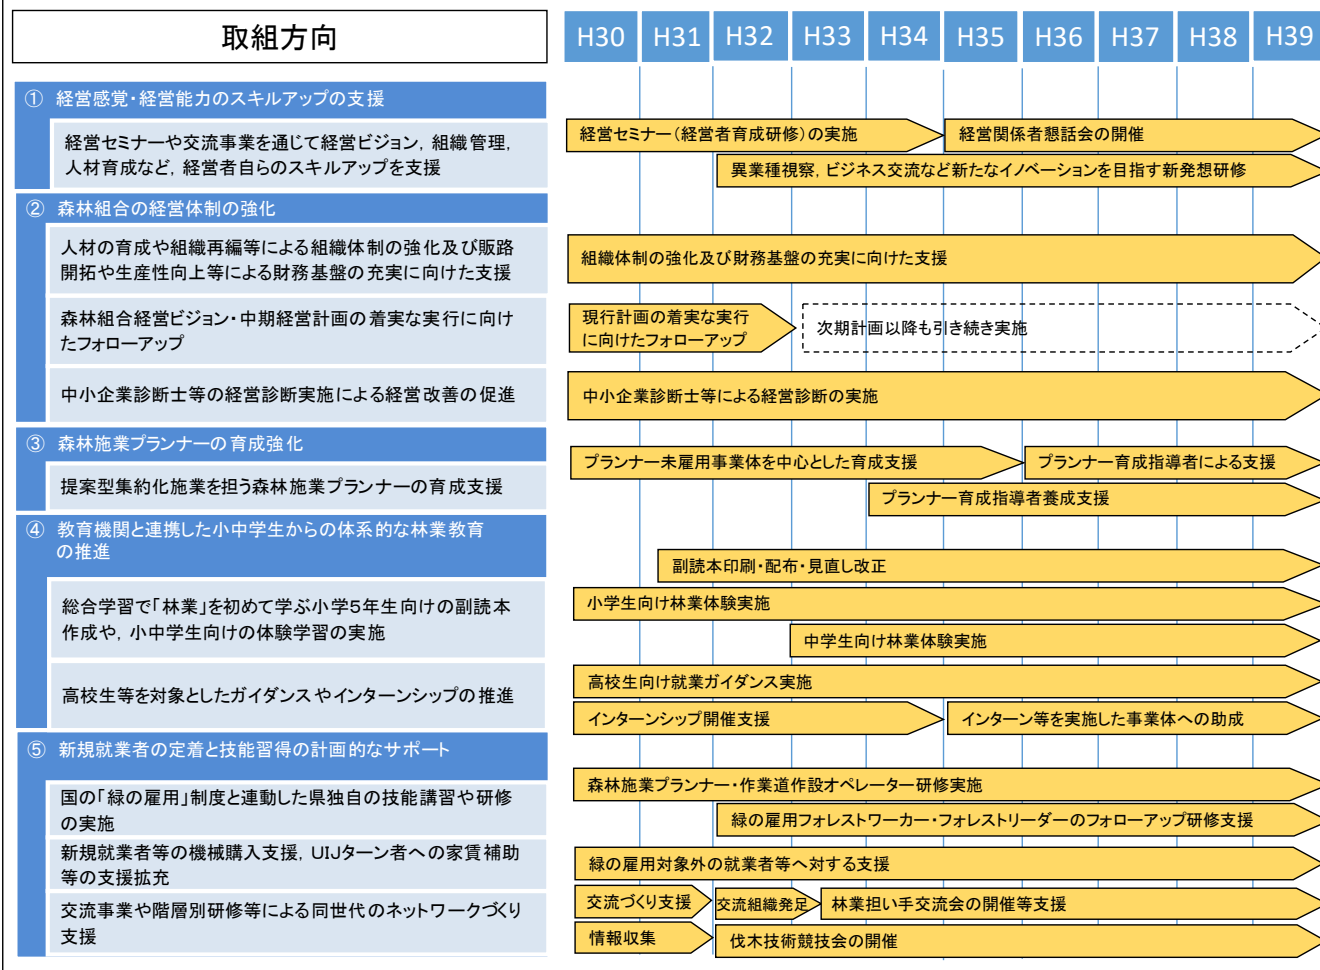 取組方向
H30 H31 H32 H33 H34 H35 H36 H37 H38 H39
① 経営感覚・経営能力のスキルアップの支援
経営セミナーや交流事業を通じて経営ビジョン，組織管理，
人材育成など，経営者自らのスキルアップを支援
経営セミナー（経営者育成研修）の実施
経営関係者懇話会の開催
異業種視察，ビジネス交流など新たなイノベーションを目指す新発想研修
② 森林組合の経営体制の強化
人材の育成や組織再編等による組織体制の強化及び販路
開拓や生産性向上等による財務基盤の充実に向けた支援
組織体制の強化及び財務基盤の充実に向けた支援
森林組合経営ビジョン・中期経営計画の着実な実行に向け
たフォローアップ
現行計画の着実な実行
に向けたフォローアップ
次期計画以降も引き続き実施
中小企業診断士等の経営診断実施による経営改善の促進
中小企業診断士等による経営診断の実施
③ 森林施業プランナーの育成強化
提案型集約化施業を担う森林施業プランナーの育成支援
プランナー未雇用事業体を中心とした育成支援
プランナー育成指導者による支援
プランナー育成指導者養成支援
④ 教育機関と連携した小中学生からの体系的な林業教育
の推進
副読本印刷・配布・見直し改正
総合学習で「林業」を初めて学ぶ小学５年生向けの副読本
作成や，小中学生向けの体験学習の実施
小学生向け林業体験実施
中学生向け林業体験実施
高校生等を対象としたガイダンスやインターンシップの推進
高校生向け就業ガイダンス実施
インターンシップ開催支援
インターン等を実施した事業体への助成
⑤ 新規就業者の定着と技能習得の計画的なサポート
国の「緑の雇用」制度と連動した県独自の技能講習や研修
の実施
森林施業プランナー・作業道作設オペレーター研修実施
緑の雇用フォレストワーカー・フォレストリーダーのフォローアップ研修支援
新規就業者等の機械購入支援，UIJターン者への家賃補助
等の支援拡充
緑の雇用対象外の就業者等へ対する支援
交流事業や階層別研修等による同世代のネットワークづくり
支援
交流づくり支援
交流組織発足
林業担い手交流会の開催等支援
情報収集
伐木技術競技会の開催